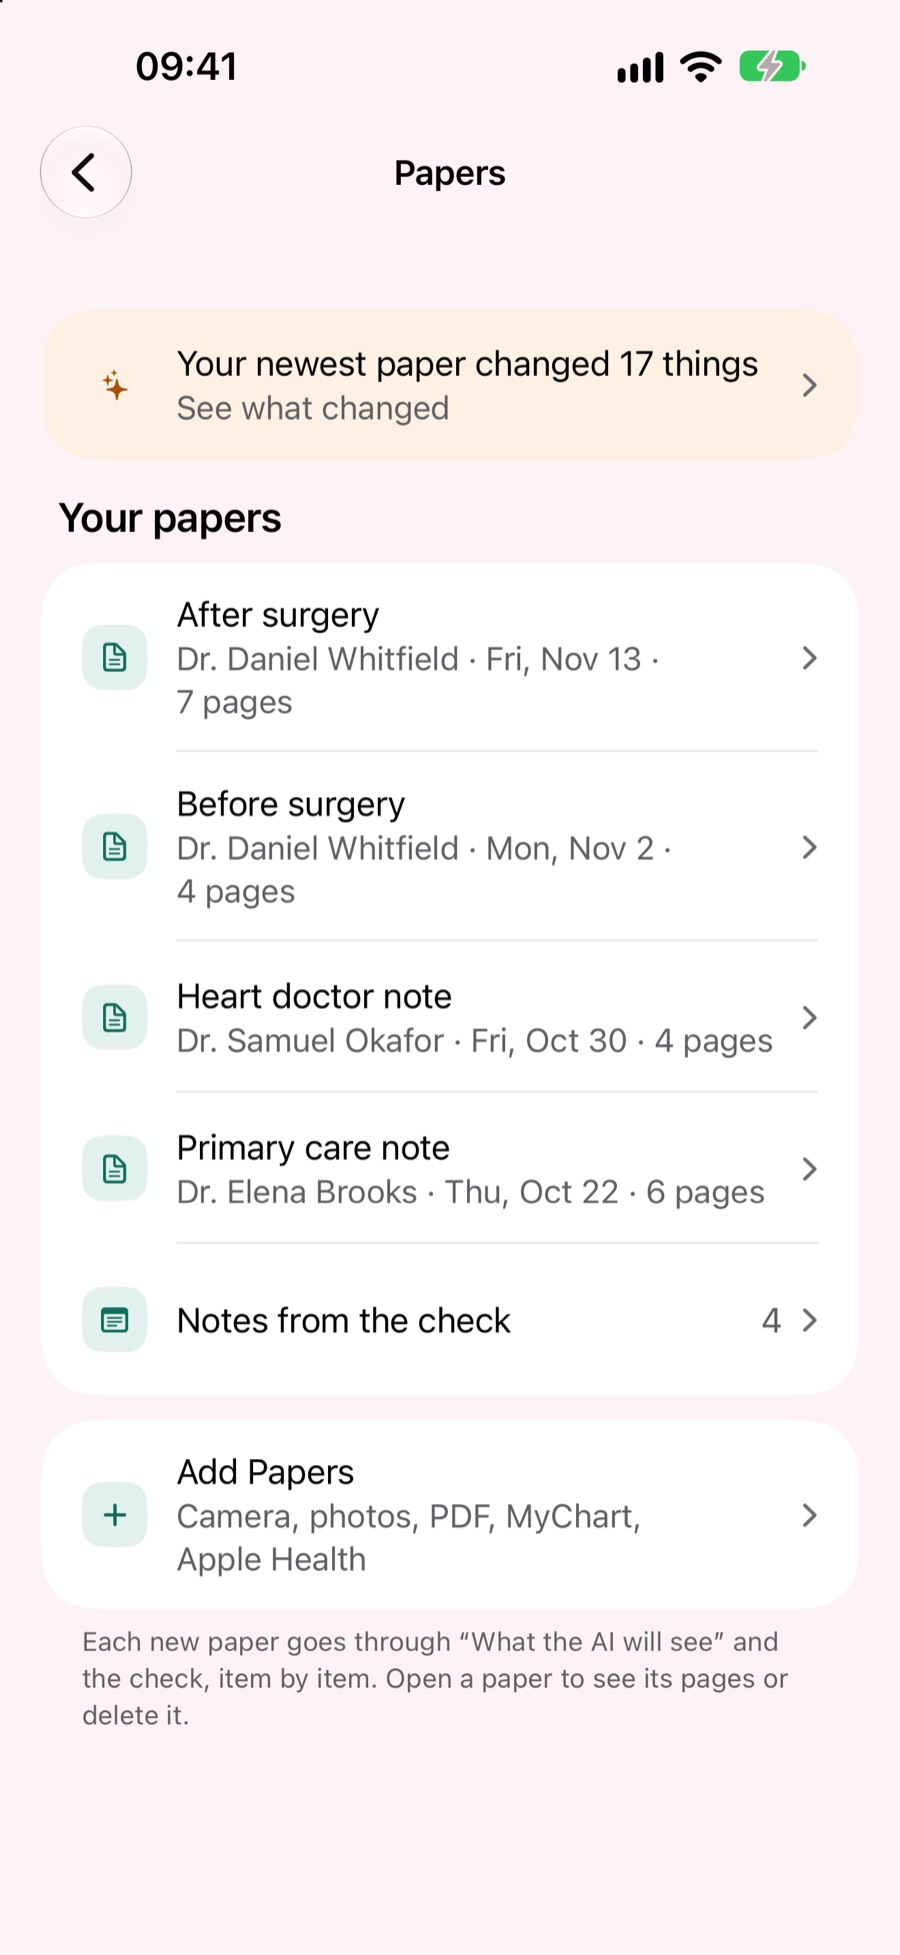 09:41
Papers
Your newest paper changed 17 things
See what changed
Your papers
After surgery
Dr. Daniel Whitfield · Fri, Nov 13 ·
7 pages
Before surgery
Dr. Daniel Whitfield · Mon, Nov 2 ·
4 pages
Heart doctor note
Dr. Samuel Okafor · Fri, Oct 30 · 4 pages
Primary care note
Dr. Elena Brooks · Thu, Oct 22 · 6 pages
Notes from the check 4
Add Papers
Camera, photos, PDF, MyChart,
Apple Health
Each new paper goes through “What the AI will see” and
the check, item by item. Open a paper to see its pages or
delete it.